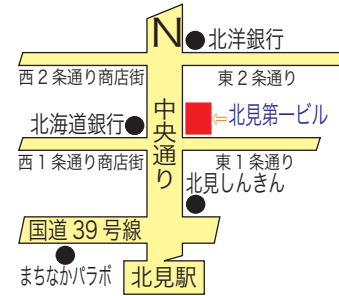 N
北洋銀行
西2条通り商店街
東2条通り
中央通り
⇦北見第一ビル
北海道銀行
西1条通り商店街
東1条通り
北見しんきん
国道39号線
まちなかパラボ
北見駅